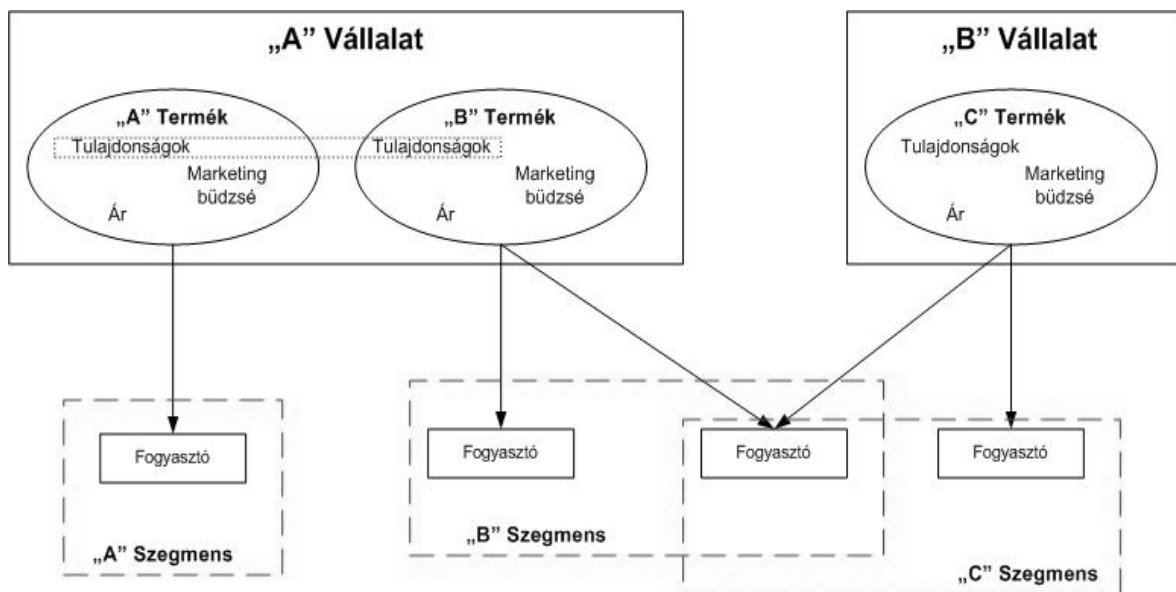 „A” Vállalat
„A” Termék
Tulajdonságok
Marketing
büdzsé
Ár
„B” Termék
Tulajdonságok
Marketing
büdzsé
Ár
„B” Vállalat
„C” Termék
Tulajdonságok
Marketing
büdzsé
Ár
Fogyasztó
„A” Szegmens
Fogyasztó
Fogyasztó
„B” Szegmens
Fogyasztó
„C” Szegmens